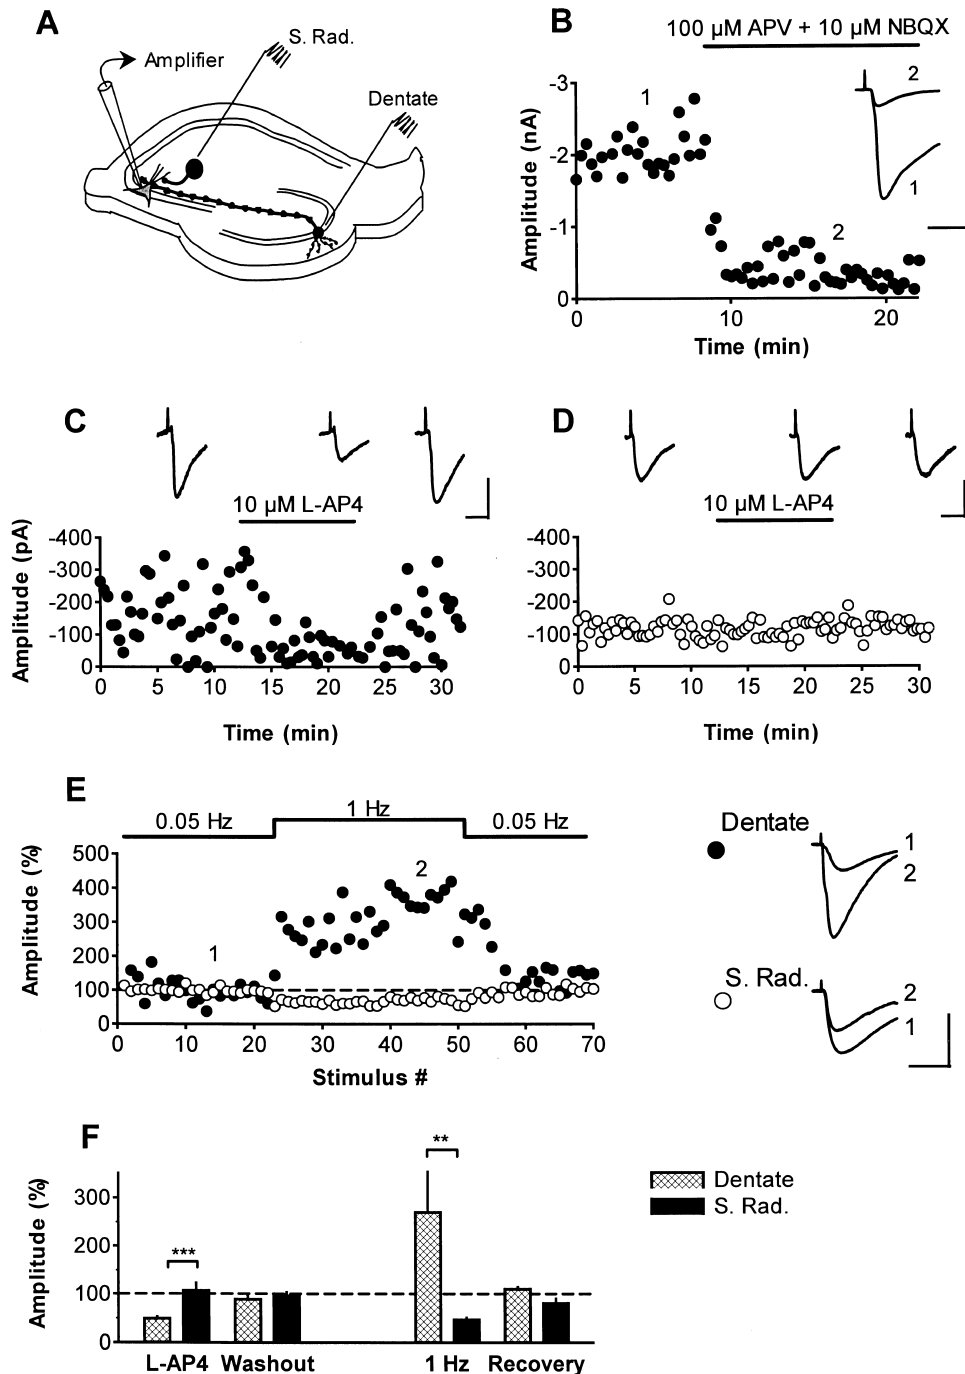 A
S. Rad.
Amplifier
Dentate
B
100 µM APV + 10 µM NBQX
Amplitude (nA)
-3
-2
-1
0
1
2
2
1
0
10
20
Time (min)
C
10 µM L-AP4
Amplitude (pA)
-400
-300
-200
-100
0
0 5 10 15 20 25 30
Time (min)
D
10 µM L-AP4
-400
-300
-200
-100
0
0 5 10 15 20 25 30
Time (min)
E
0.05 Hz
1 Hz
0.05 Hz
Amplitude (%)
500
400
300
200
100
0
1
2
0 10 20 30 40 50 60 70
Stimulus #
Dentate
1
2
S. Rad.
2
1
F
Amplitude (%)
300
200
100
0
***
**
L-AP4 Washout 1 Hz Recovery
Dentate
S. Rad.